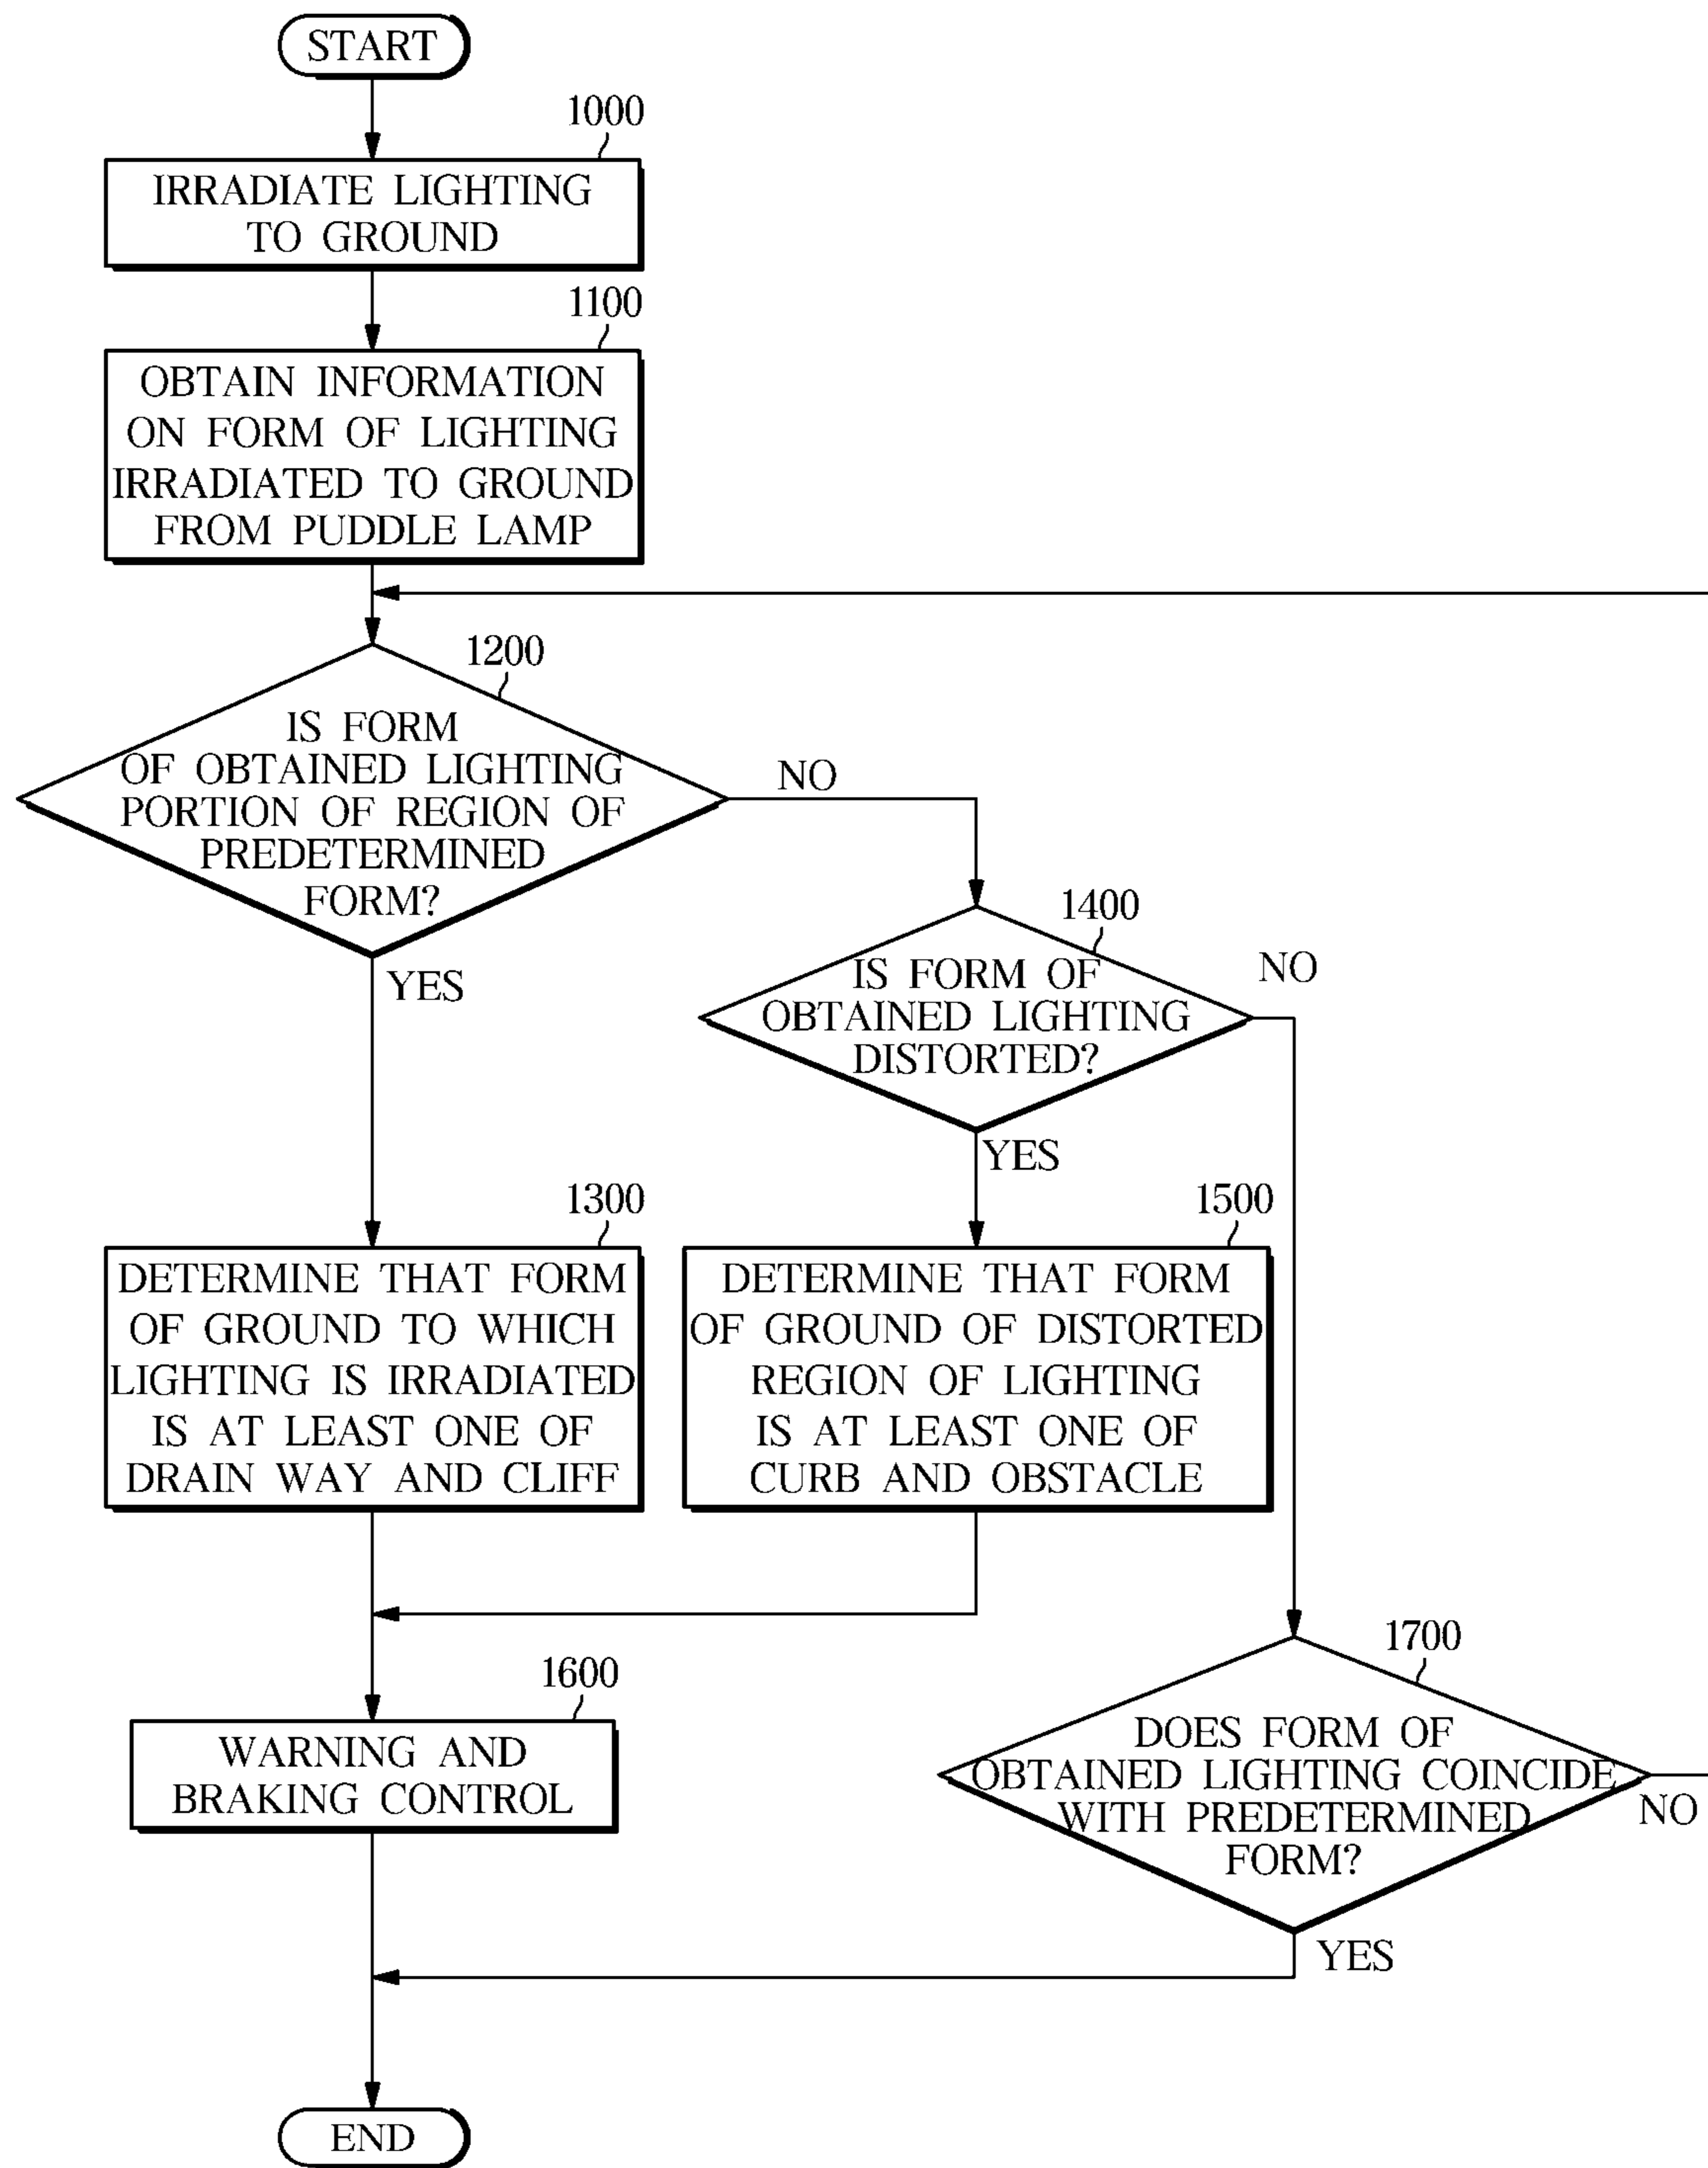 START
1000
IRRADIATE LIGHTING
TO GROUND
1100
OBTAIN INFORMATION
ON FORM OF LIGHTING
IRRADIATED TO GROUND
FROM PUDDLE LAMP
1200
IS FORM
OF OBTAINED LIGHTING
PORTION OF REGION OF
PREDETERMINED
FORM?
NO
YES
1400
IS FORM OF
OBTAINED LIGHTING
DISTORTED?
NO
YES
1300
DETERMINE THAT FORM
OF GROUND TO WHICH
LIGHTING IS IRRADIATED
IS AT LEAST ONE OF
DRAIN WAY AND CLIFF
1500
DETERMINE THAT FORM
OF GROUND OF DISTORTED
REGION OF LIGHTING
IS AT LEAST ONE OF
CURB AND OBSTACLE
1600
WARNING AND
BRAKING CONTROL
1700
DOES FORM OF
OBTAINED LIGHTING COINCIDE
WITH PREDETERMINED
FORM?
NO
YES
END